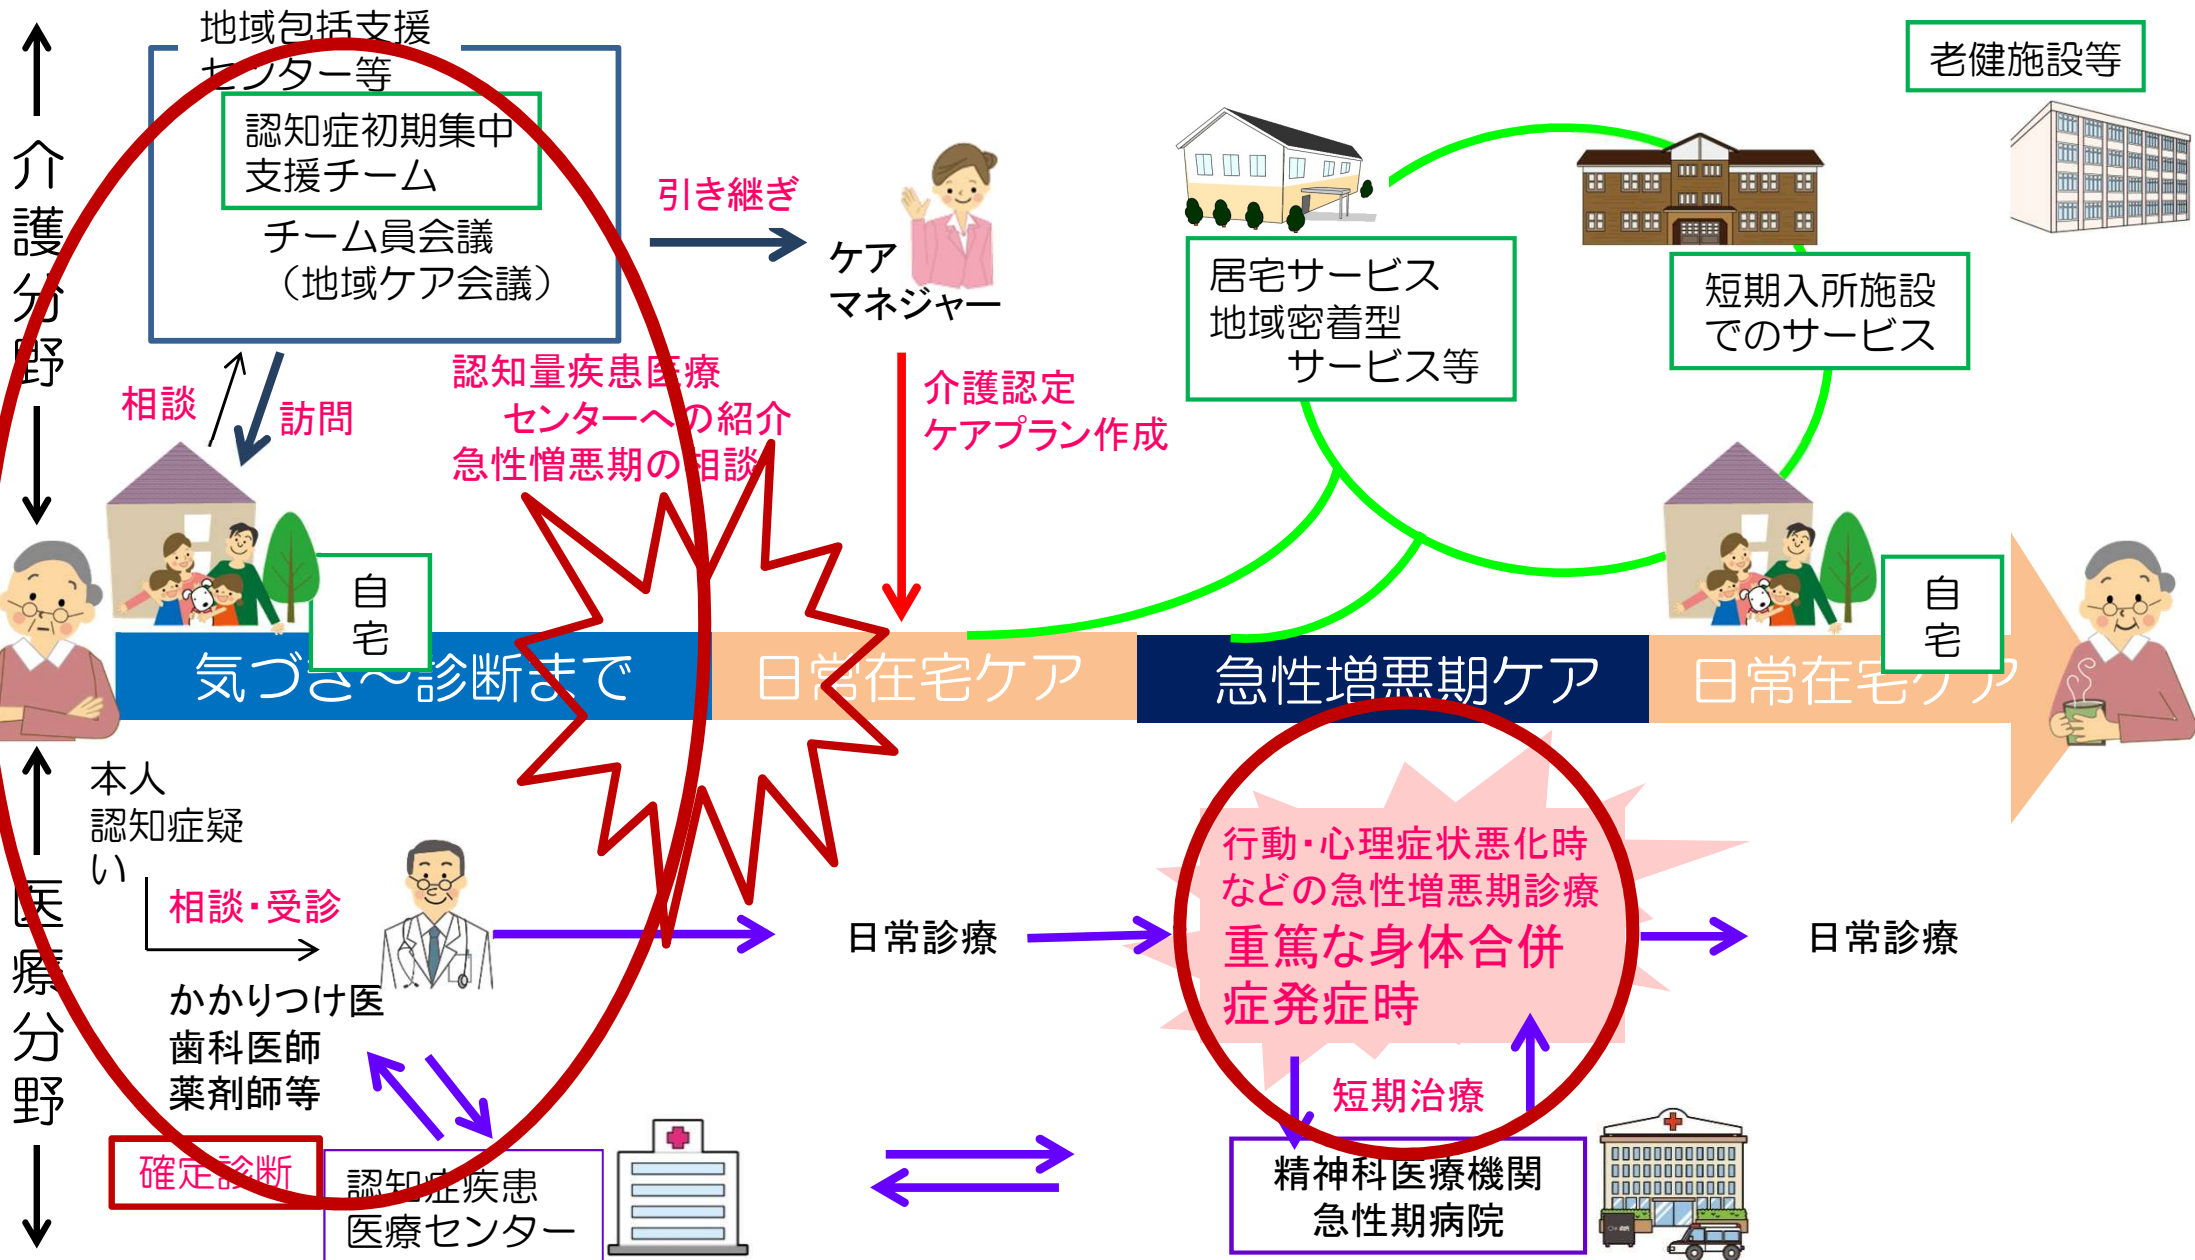 地域包括支援
センター等
認知症初期集中
支援チーム
チーム員会議
（地域ケア会議）
引き継ぎ
ケア
マネジャー
老健施設等
居宅サービス
地域密着型
サービス等
短期入所施設
でのサービス
介護分野
相談
訪問
認知量疾患医療
センターへの紹介
急性憎悪期の相談
介護認定
ケアプラン作成
自
宅
自
宅
気づき～診断まで
日常在宅ケア
急性増悪期ケア
日常在宅ケア
本人
認知症疑
い
医療分野
相談・受診
かかりつけ医
歯科医師
薬剤師等
日常診療
行動・心理症状悪化時
などの急性増悪期診療
重篤な身体合併
症発症時
日常診療
短期治療
確定診断
認知症疾患
医療センター
精神科医療機関
急性期病院